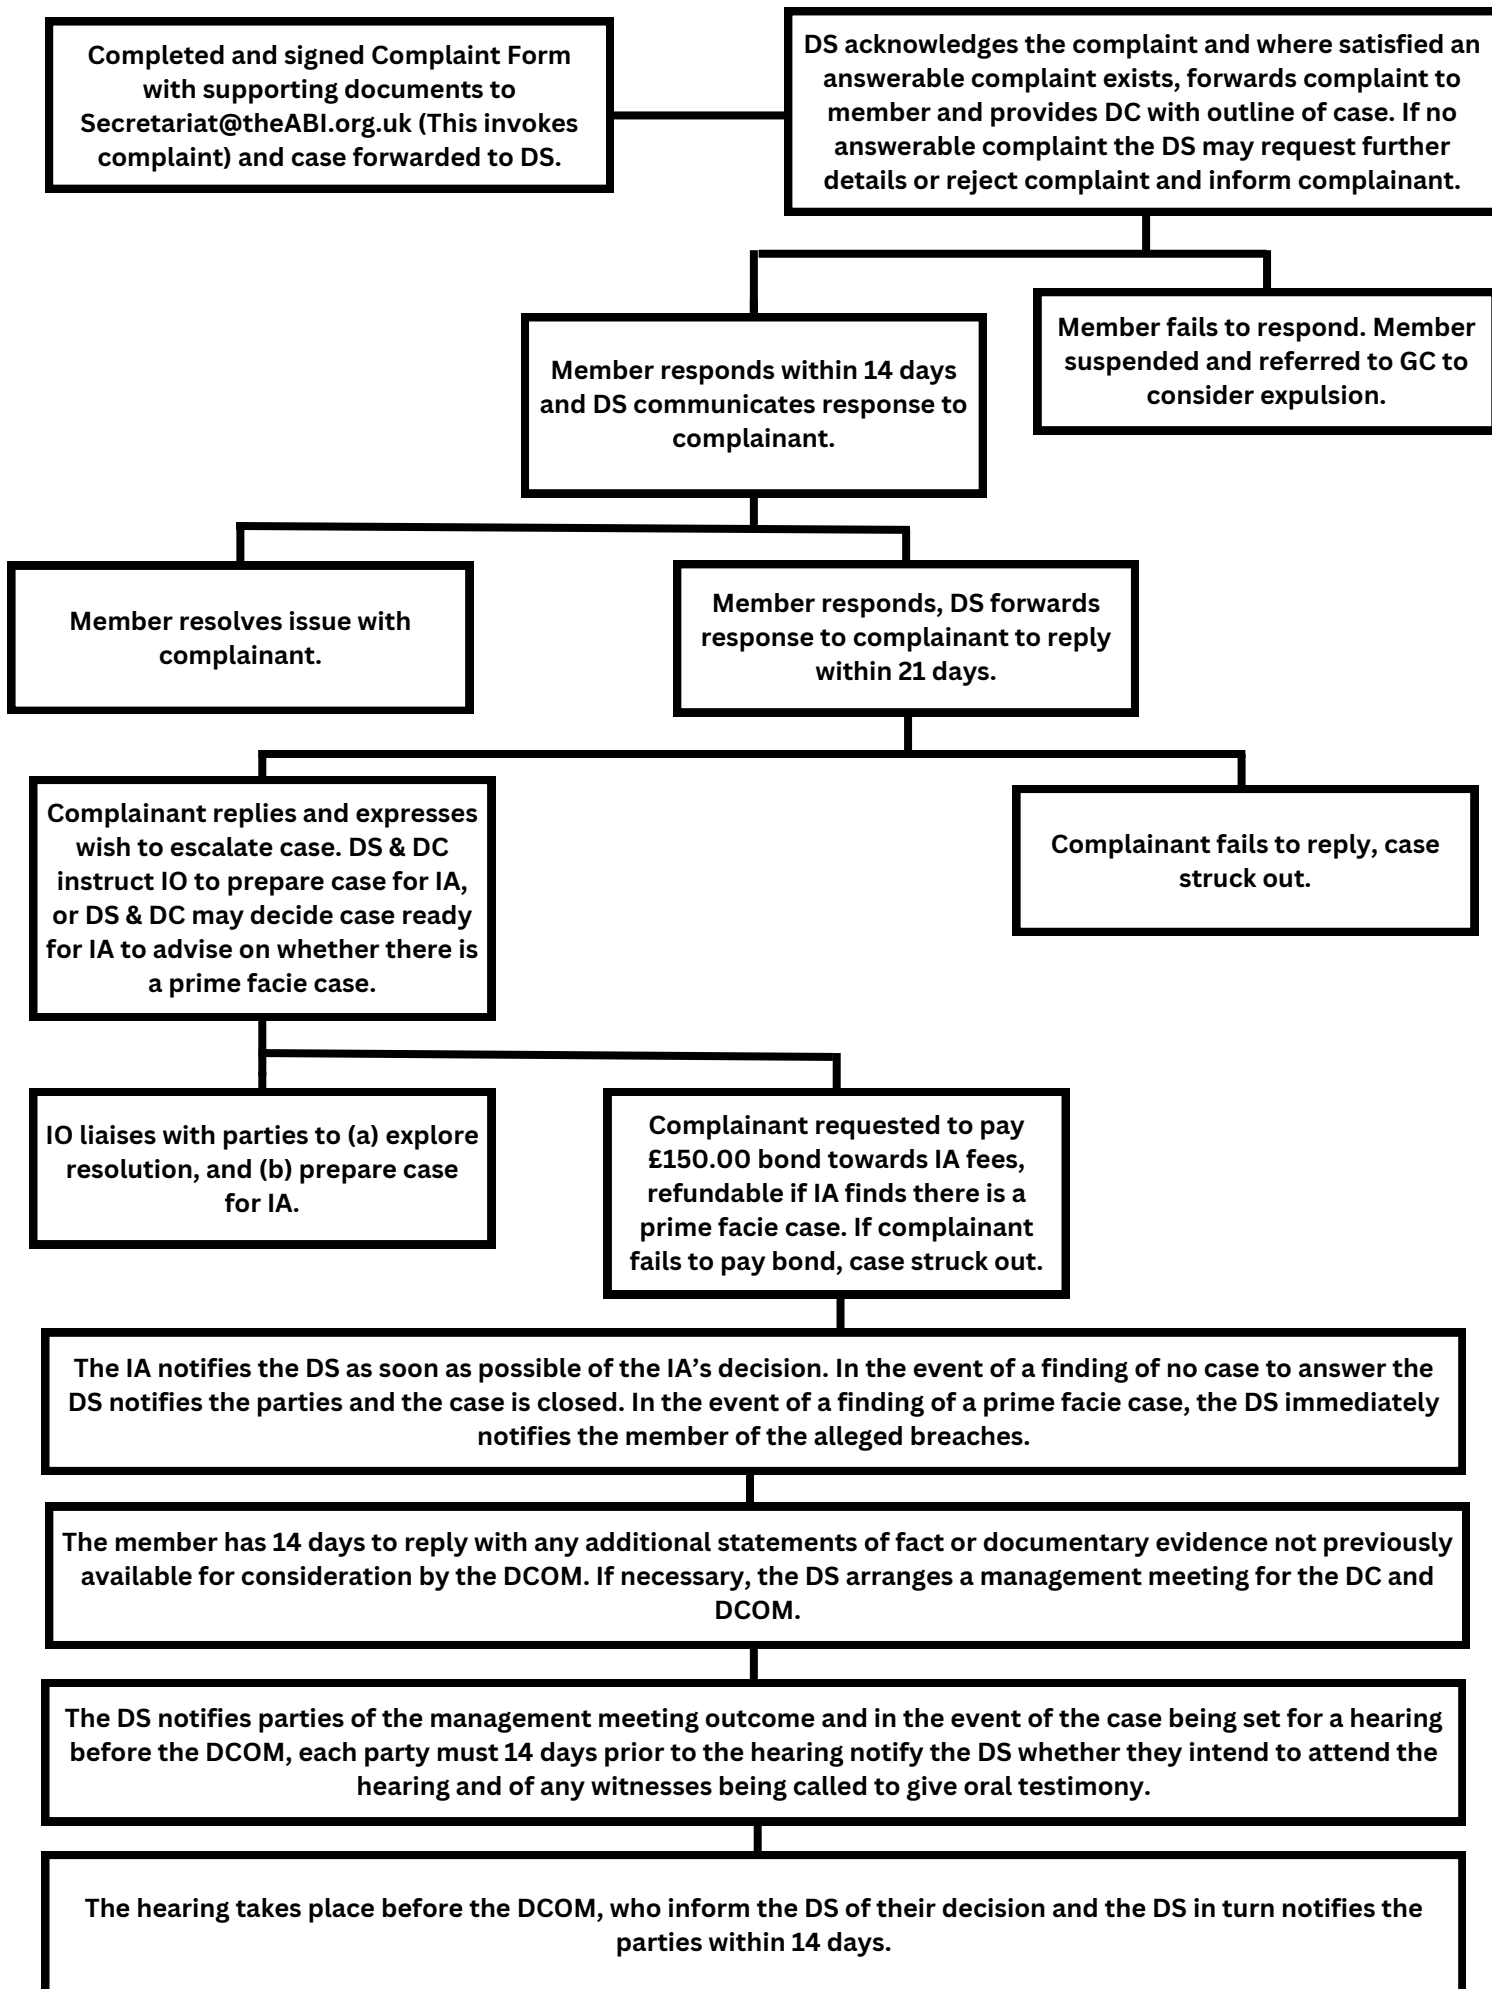 Completed and signed Complaint Form
with supporting documents to
Secretariat@theABI.org.uk (This invokes
complaint) and case forwarded to DS.
DS acknowledges the complaint and where satisfied an
answerable complaint exists, forwards complaint to
member and provides DC with outline of case. If no
answerable complaint the DS may request further
details or reject complaint and inform complainant.
Member responds within 14 days
and DS communicates response to
complainant.
Member fails to respond. Member
suspended and referred to GC to
consider expulsion.
Member resolves issue with
complainant.
Member responds, DS forwards
response to complainant to reply
within 21 days.
Complainant replies and expresses
wish to escalate case. DS & DC
instruct IO to prepare case for IA,
or DS & DC may decide case ready
for IA to advise on whether there is
a prime facie case.
Complainant fails to reply, case
struck out.
IO liaises with parties to (a) explore
resolution, and (b) prepare case
for IA.
Complainant requested to pay
£150.00 bond towards IA fees,
refundable if IA finds there is a
prime facie case. If complainant
fails to pay bond, case struck out.
The IA notifies the DS as soon as possible of the IA’s decision. In the event of a finding of no case to answer the
DS notifies the parties and the case is closed. In the event of a finding of a prime facie case, the DS immediately
notifies the member of the alleged breaches.
The member has 14 days to reply with any additional statements of fact or documentary evidence not previously
available for consideration by the DCOM. If necessary, the DS arranges a management meeting for the DC and
DCOM.
The DS notifies parties of the management meeting outcome and in the event of the case being set for a hearing
before the DCOM, each party must 14 days prior to the hearing notify the DS whether they intend to attend the
hearing and of any witnesses being called to give oral testimony.
The hearing takes place before the DCOM, who inform the DS of their decision and the DS in turn notifies the
parties within 14 days.